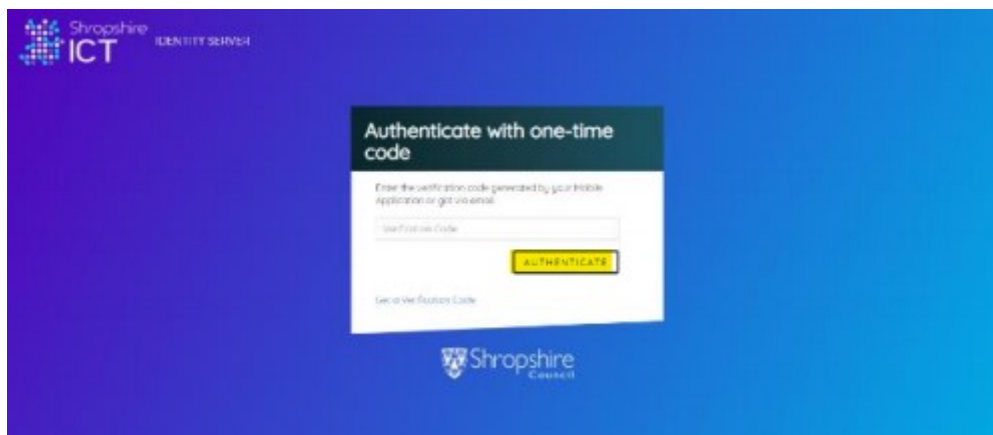 Shropshire
ICT
IDENTITY SERVER
Authenticate with one-time
code
Enter the verification code generated by your Mobile
Application or got via email
Verification Code
AUTHENTICATE
Get a Verification Code
Shropshire
Council